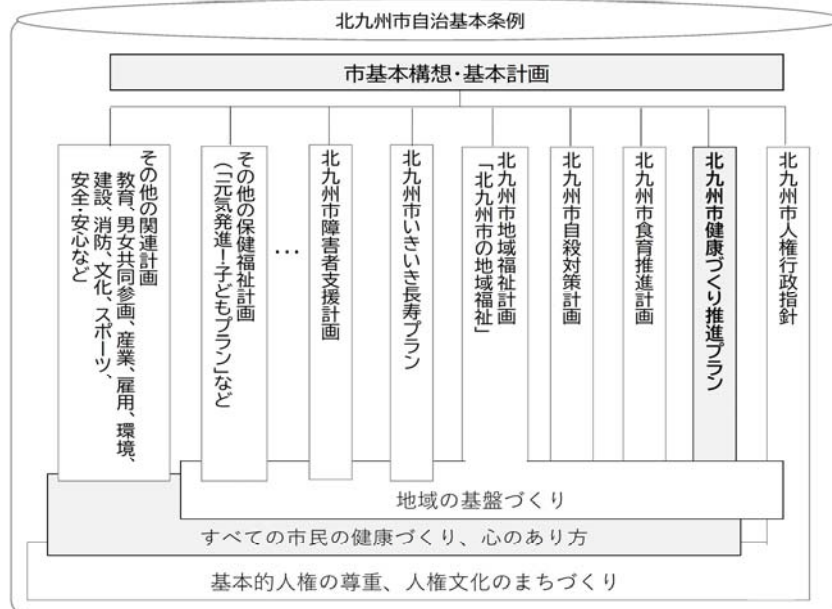 北九州市自治基本条例
市基本構想・基本計画
北九州市人権行政指針
北九州市健康づくり推進プラン
北九州市食育推進計画
北九州市自殺対策計画
北九州市地域福祉計画
「北九州市の地域福祉」
北九州市いきいき長寿プラン
北九州市障害者支援計画
…
その他の保健福祉計画
(「元気発進!子どもプラン」など
その他の関連計画
教育、男女共同参画、産業、雇用、環境、
建設、消防、文化、スポーツ、
安全・安心など
地域の基盤づくり
すべての市民の健康づくり、心のあり方
基本的人権の尊重、人権文化のまちづくり